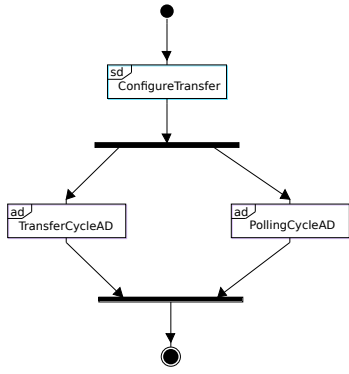 sd
ConfigureTransfer
ad
TransferCycleAD
ad
PollingCycleAD